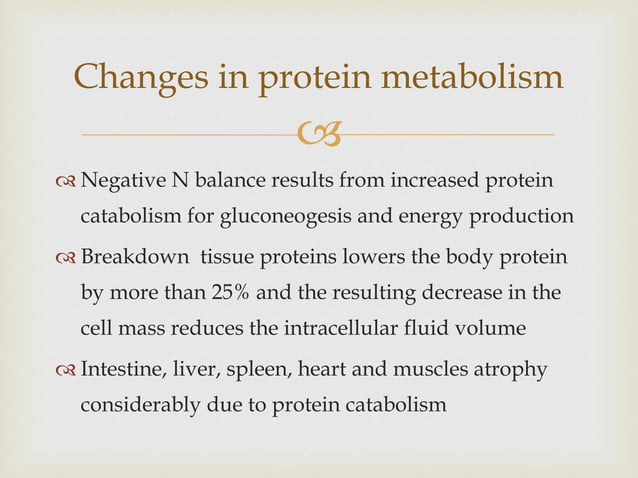 Changes in protein metabolism
Negative N balance results from increased protein
catabolism for gluconeogesis and energy production
Breakdown  tissue proteins lowers the body protein
by more than 25% and the resulting decrease in the
cell mass reduces the intracellular fluid volume
Intestine, liver, spleen, heart and muscles atrophy
considerably due to protein catabolism